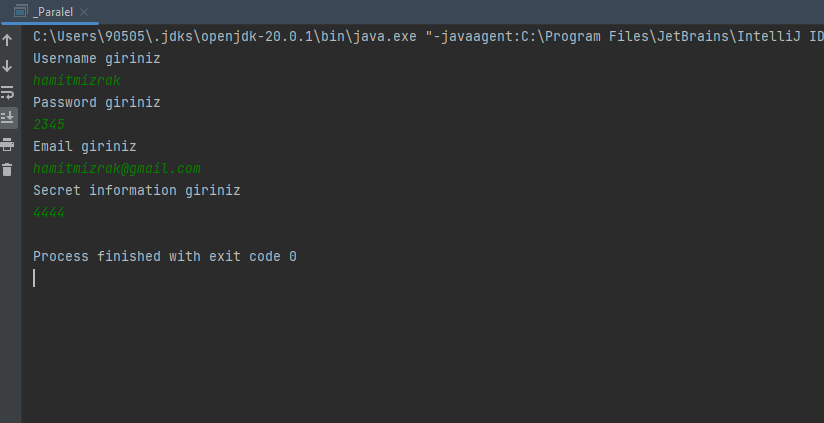 _Paralel
C:\Users\90505\.jdks\openjdk-20.0.1\bin\java.exe "-javaagent:C:\Program Files\JetBrains\IntelliJ ID
Username giriniz
hamitmizrak
Password giriniz
2345
Email giriniz
hamitmizrak@gmail.com
Secret information giriniz
4444
Process finished with exit code 0